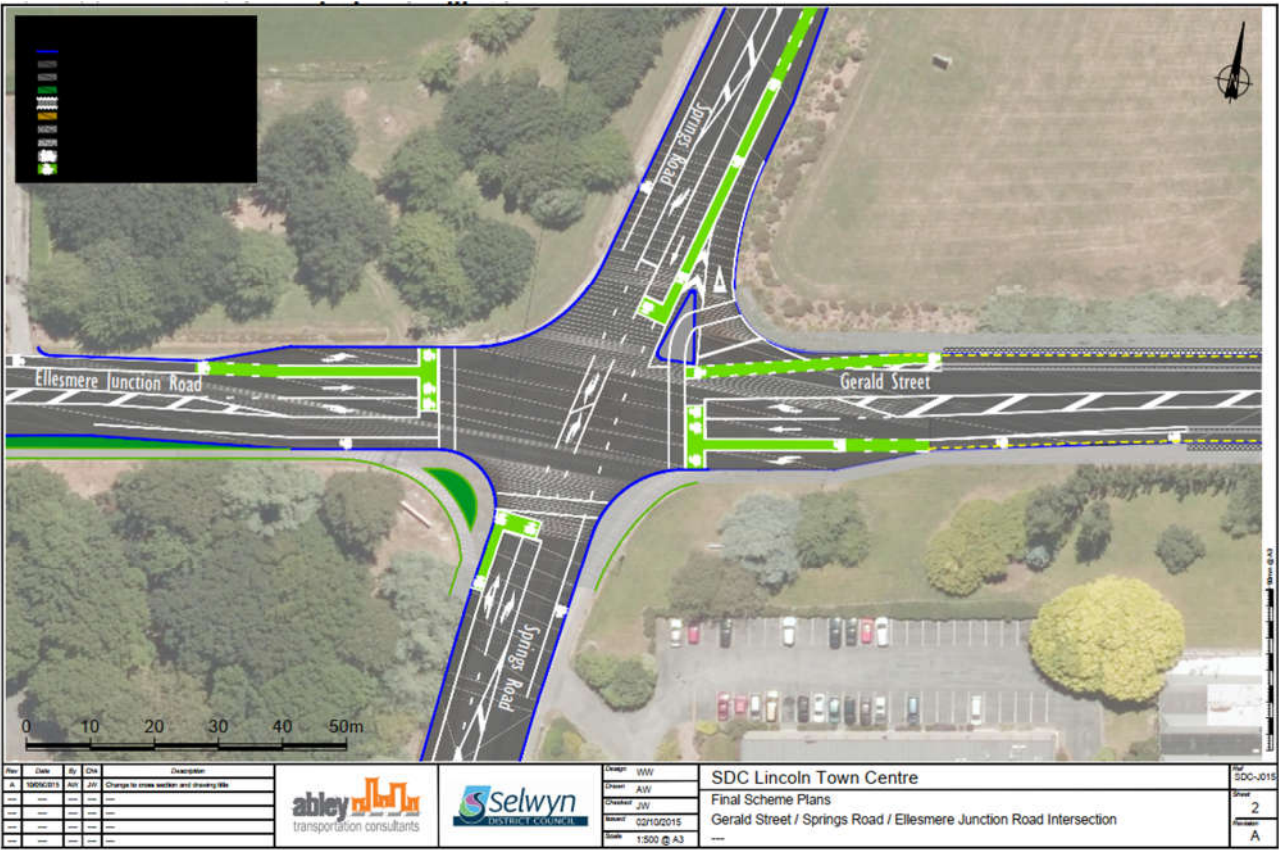 Springs Road
Ellesmere Junction Road
Gerald Street
Springs Road
0 10 20 30 40 50m
Rev Date By Chk Description
A AW JW Change to cross section and drawing title
abley
transportation consultants
Selwyn
DISTRICT COUNCIL
Design WW
Drawn AW
Checked JW
Issued 02/10/2015
Scale 1:500 @ A3
SDC Lincoln Town Centre
Final Scheme Plans
Gerald Street / Springs Road / Ellesmere Junction Road Intersection
Ref
SDC-J015
Sheet
2
Revision
A